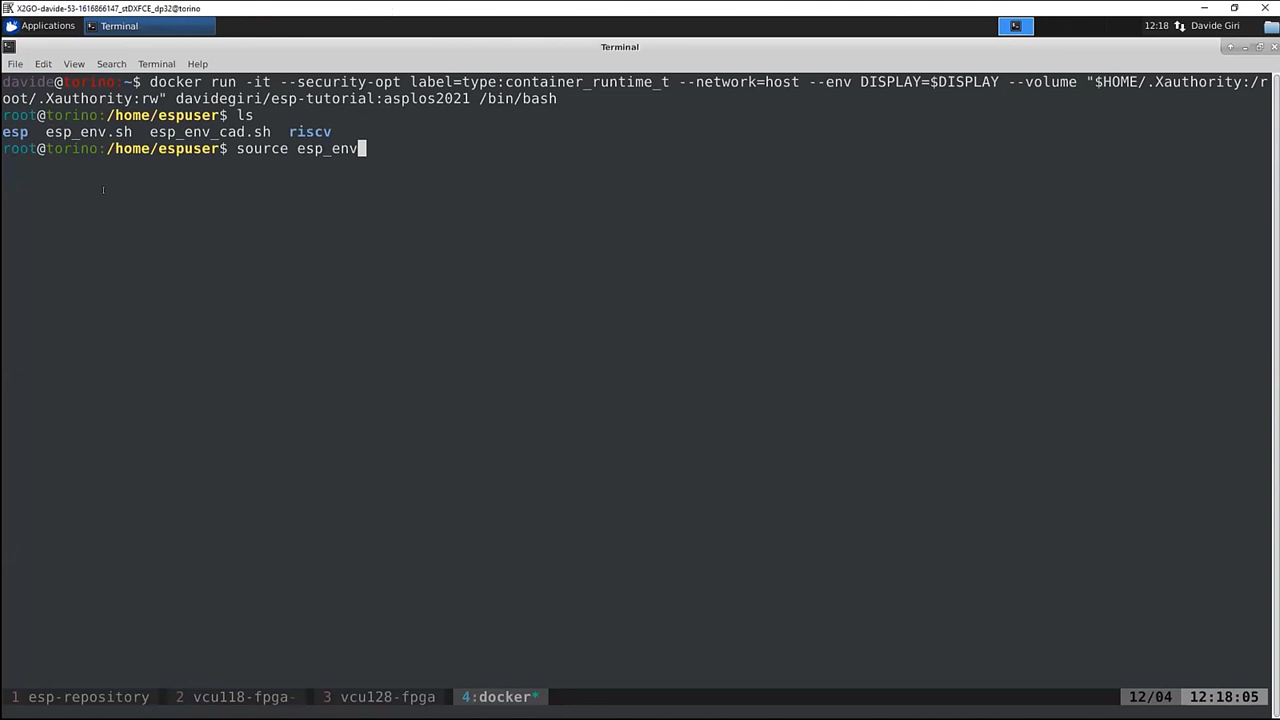 X2GO-davide-53-1616866147_stDXFCE_dp32@torino
Applications Terminal 12:18 Davide Giri
Terminal
File Edit View Search Terminal Help
davide@torino:~$ docker run -it --security-opt label=type:container_runtime_t --network=host --env DISPLAY=$DISPLAY --volume "$HOME/.Xauthority:/r
oot/.Xauthority:rw" davidegiri/esp-tutorial:asplos2021 /bin/bash
root@torino:/home/espuser$ ls
esp esp_env.sh esp_env_cad.sh riscv
root@torino:/home/espuser$ source esp_env
1 esp-repository 2 vcu118-fpga- 3 vcu128-fpga 4:docker* 12/04 12:18:05